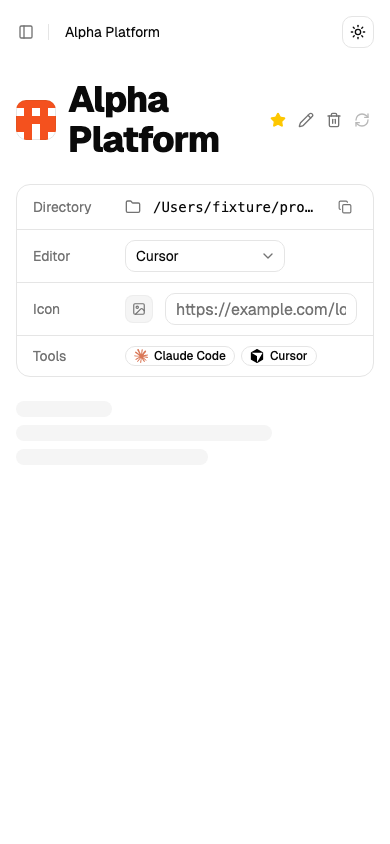 Alpha Platform
Alpha
Platform
Directory
/Users/fixture/pro…
Editor
Cursor
Icon
https://example.com/lo
Tools
Claude Code
Cursor